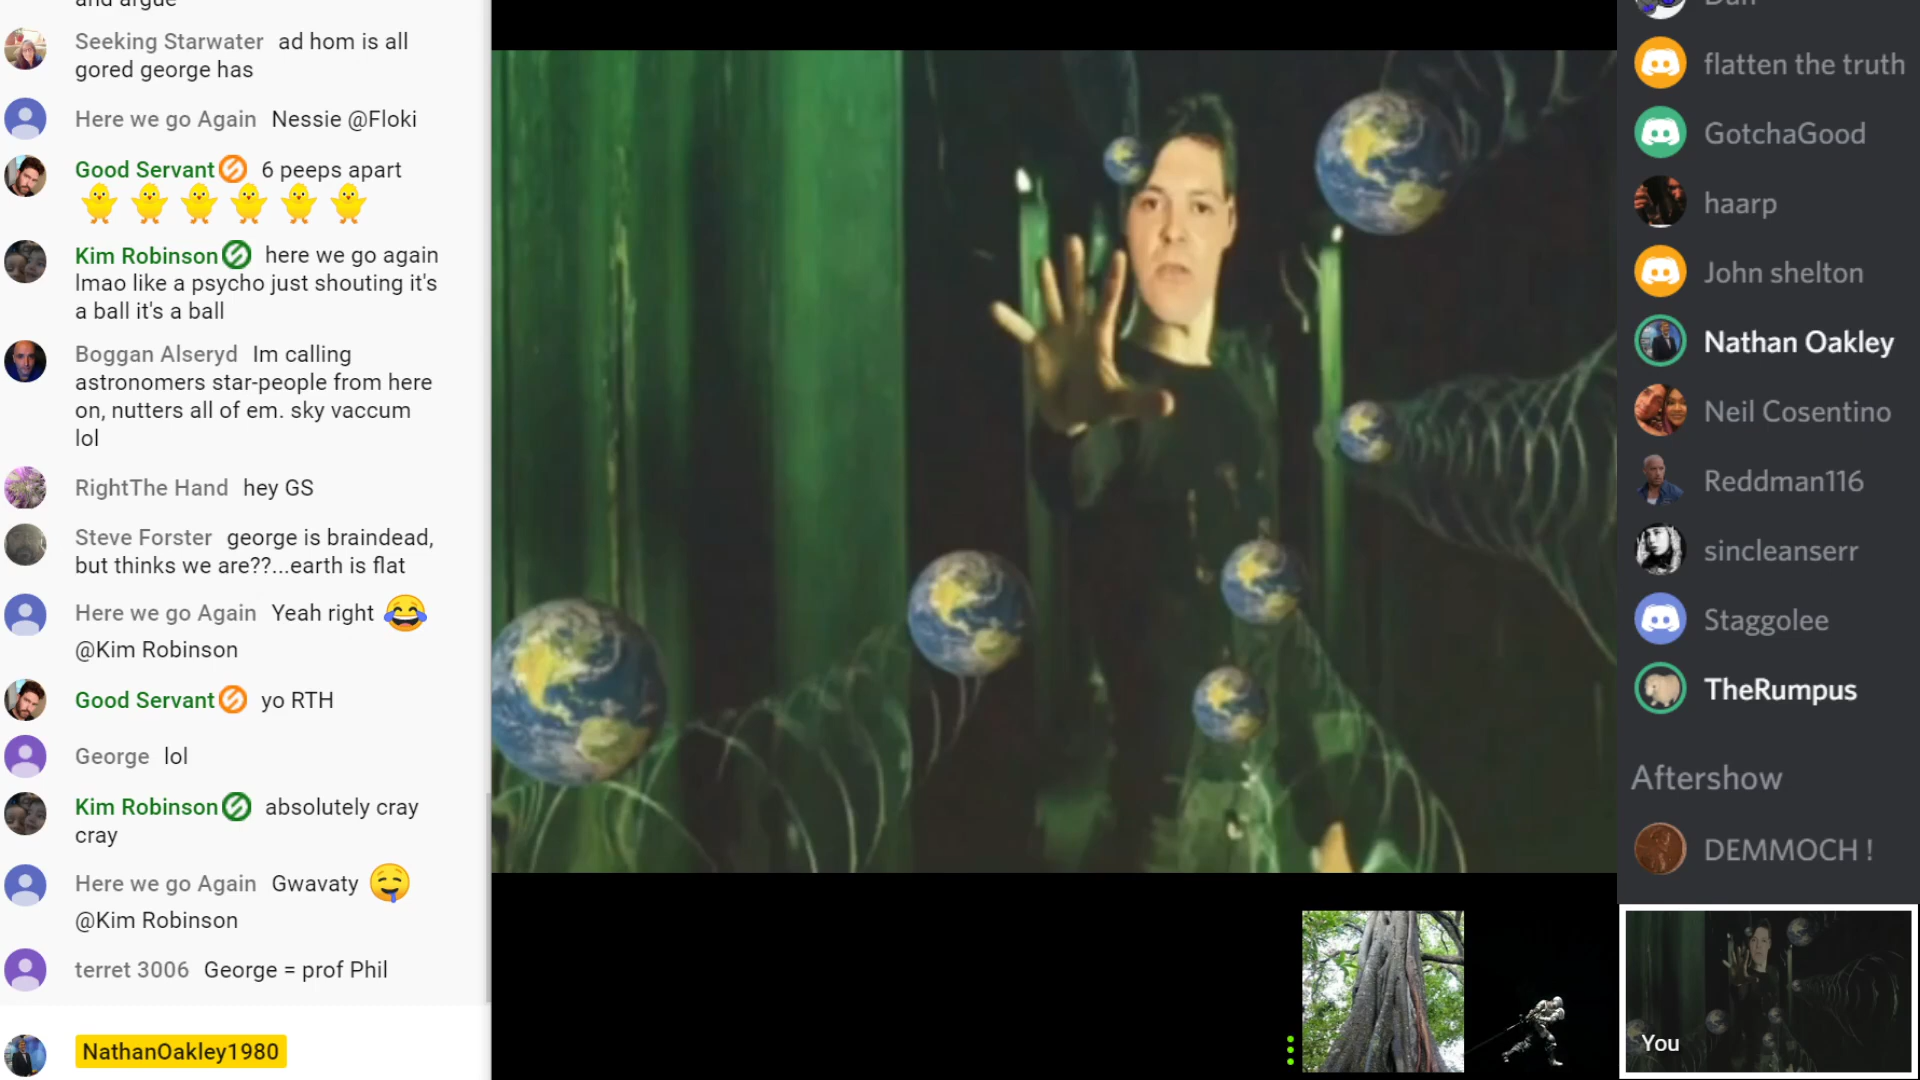 and argue
Seeking Starwater ad hom is all
gored george has
Here we go Again Nessie @Floki
Good Servant 6 peeps apart
Kim Robinson here we go again
lmao like a psycho just shouting it's
a ball it's a ball
Boggan Alseryd Im calling
astronomers star-people from here
on, nutters all of em. sky vaccum
lol
RightThe Hand hey GS
Steve Forster george is braindead,
but thinks we are??...earth is flat
Here we go Again Yeah right
@Kim Robinson
Good Servant yo RTH
George lol
Kim Robinson absolutely cray
cray
Here we go Again Gwavaty
@Kim Robinson
terret 3006 George = prof Phil
NathanOakley1980
flatten the truth
GotchaGood
haarp
John shelton
Nathan Oakley
Neil Cosentino
Reddman116
sincleanserr
Staggolee
TheRumpus
Aftershow
DEMMOCH !
You